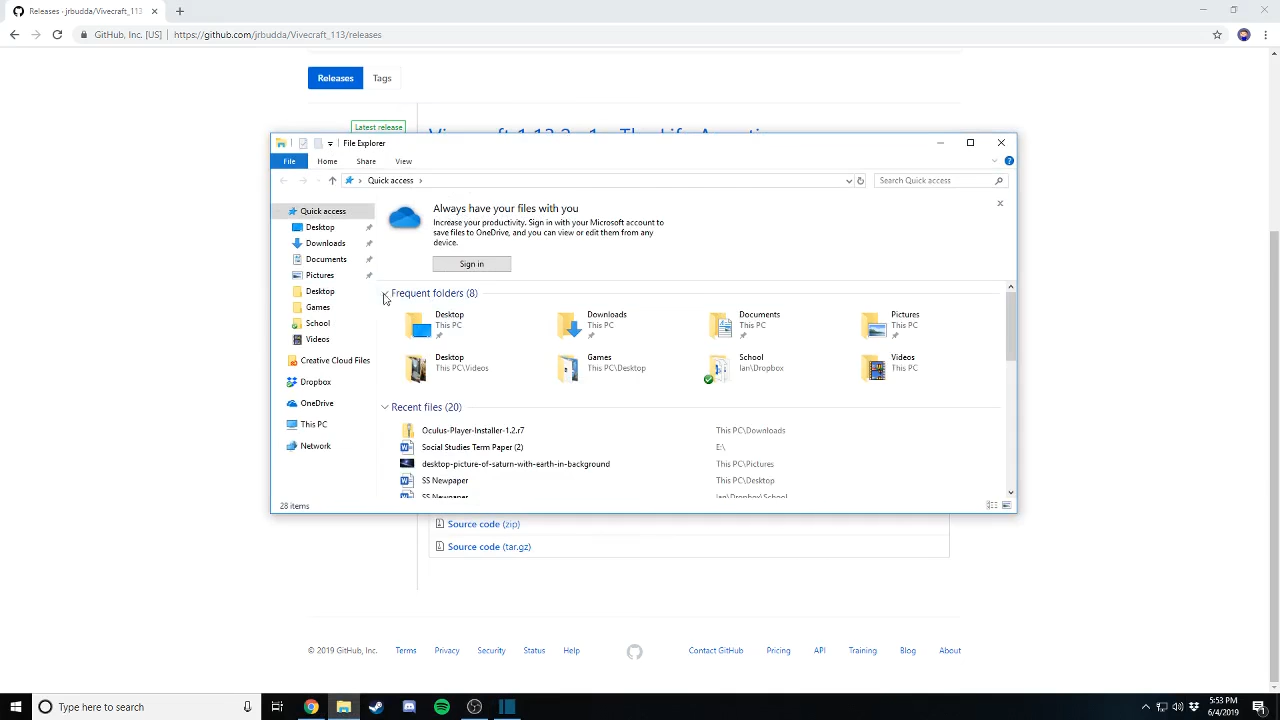 Releases - jrbudda/Vivecraft_113
GitHub, Inc. [US]
https://github.com/jrbudda/Vivecraft_113/releases
Releases
Tags
Latest release
File Explorer
File
Home
Share
View
Quick access
Search Quick access
Quick access
Desktop
Downloads
Documents
Pictures
Desktop
Games
School
Videos
Creative Cloud Files
Dropbox
OneDrive
This PC
Network
Always have your files with you
Increase your productivity. Sign in with your Microsoft account to
save files to OneDrive, and you can view or edit them from any
device.
Sign in
Frequent folders (8)
Desktop
This PC
Downloads
This PC
Documents
This PC
Pictures
This PC
Desktop
This PC\Videos
Games
This PC\Desktop
School
Ian\Dropbox
Videos
This PC
Recent files (20)
Oculus-Player-Installer-1.2.r7
This PC\Downloads
Social Studies Term Paper (2)
E:\
desktop-picture-of-saturn-with-earth-in-background
This PC\Pictures
SS Newpaper
This PC\Desktop
SS Newpaper
Ian\Dropbox\School
28 items
Source code (zip)
Source code (tar.gz)
© 2019 GitHub, Inc.
Terms
Privacy
Security
Status
Help
Contact GitHub
Pricing
API
Training
Blog
About
Type here to search
5:53 PM
6/4/2019